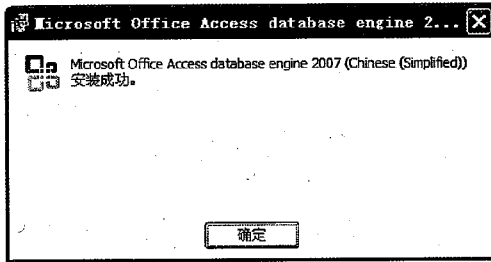 Microsoft Office Access database engine 2...
Microsoft Office Access database engine 2007 (Chinese (Simplified))
安装成功。
确定